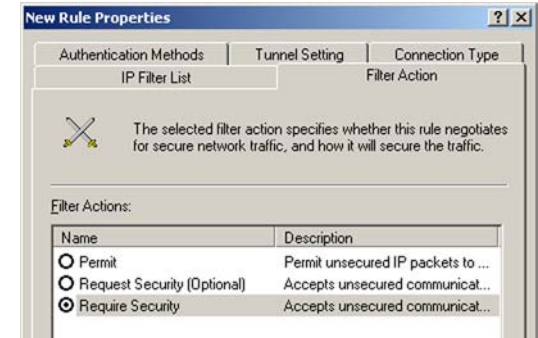 New Rule Properties
Authentication Methods Tunnel Setting Connection Type
IP Filter List Filter Action
The selected filter action specifies whether this rule negotiates
for secure network traffic, and how it will secure the traffic.
Filter Actions:
Name Description
Permit Permit unsecured IP packets to ...
Request Security (Optional) Accepts unsecured communicat...
Require Security Accepts unsecured communicat...